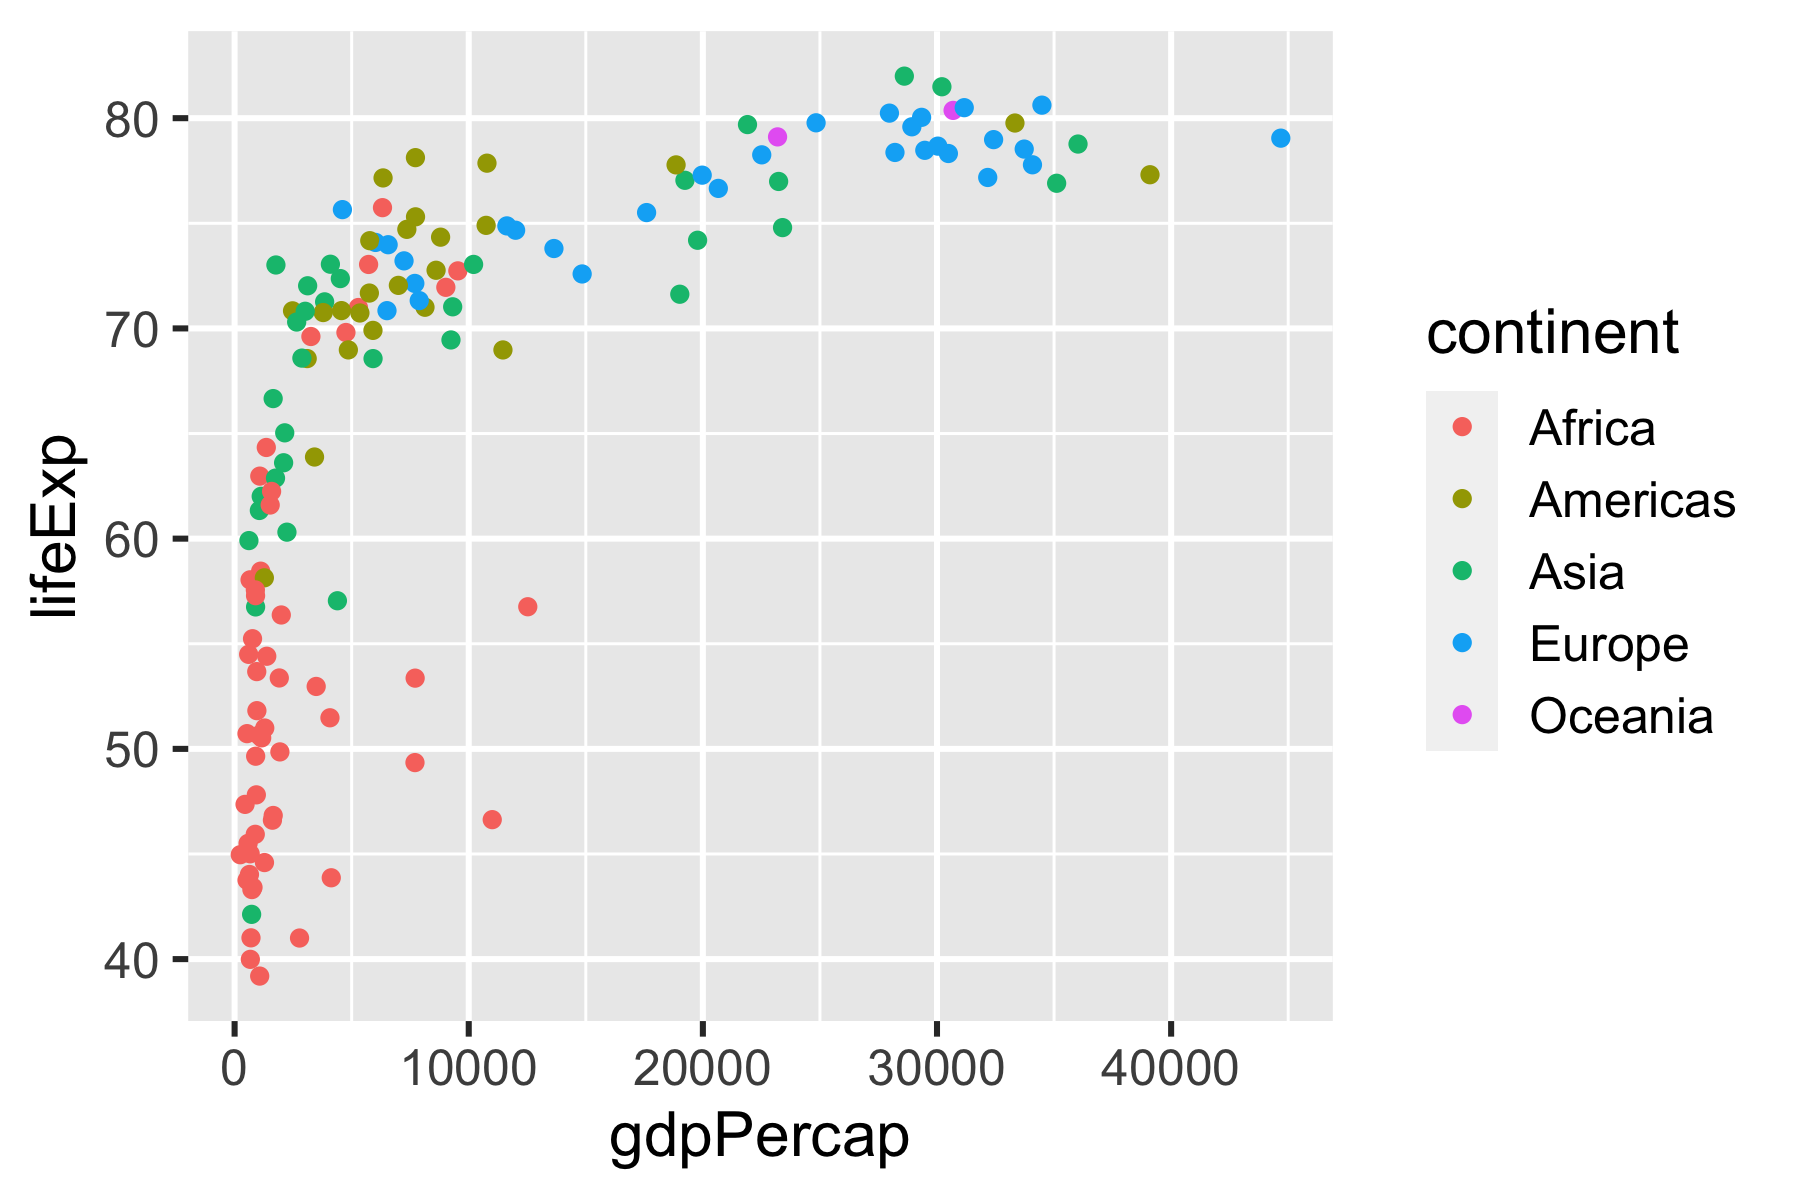 80
70
60
50
40
lifeExp
0 10000 20000 30000 40000
gdpPercap
continent
Africa
Americas
Asia
Europe
Oceania